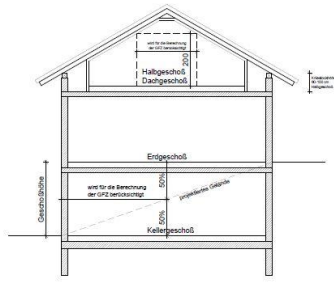 wird für die Berechnung
der GFZ berücksichtigt
200
Halbgeschoß
Dachgeschoß
Erdgeschoß
50%
wird für die Berechnung
der GFZ berücksichtigt
projektiertes Gelände
Geschoßhöhe
50%
Kellergeschoß